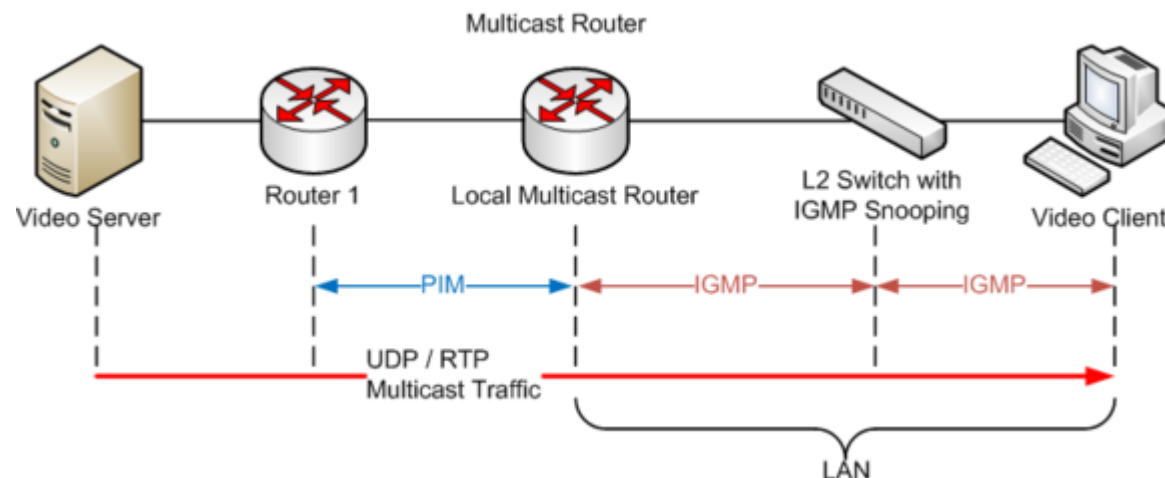 Multicast Router
Video Server
Router 1
Local Multicast Router
L2 Switch with
IGMP Snooping
Video Client
PIM
IGMP
IGMP
UDP / RTP
Multicast Traffic
LAN